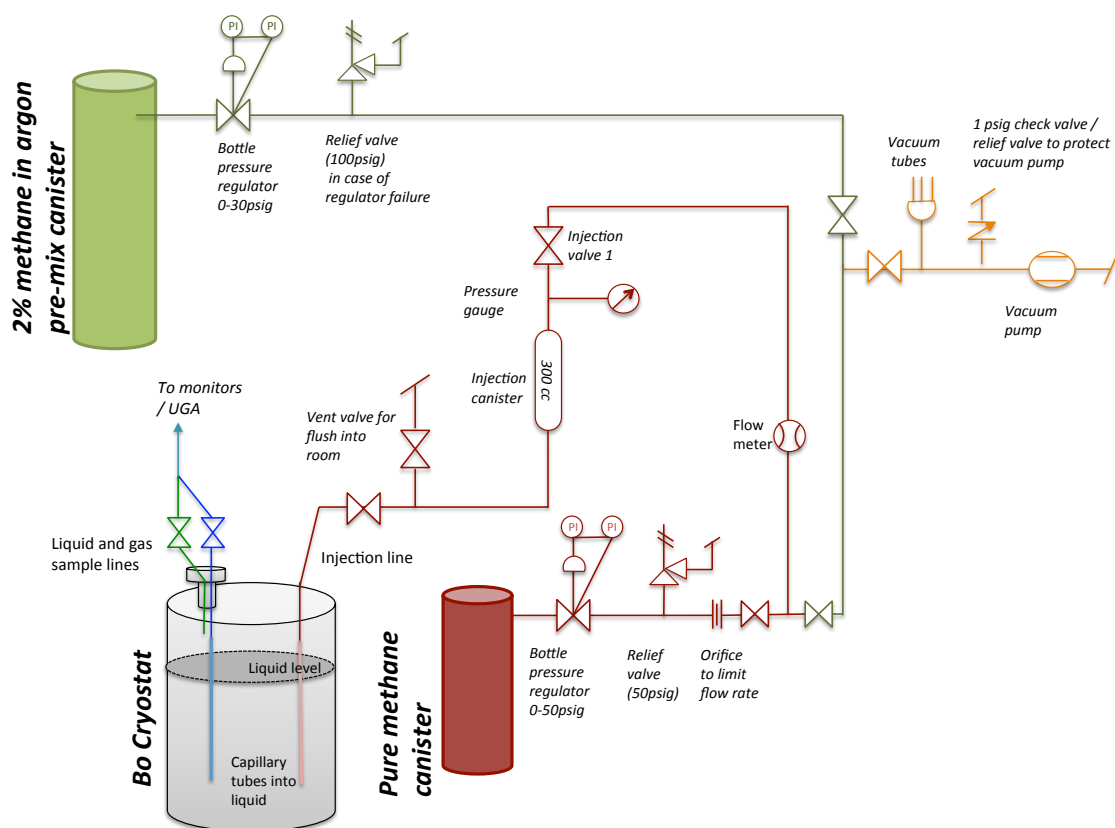 PI PI
2% methane in argon
pre-mix canister
Bottle
pressure
regulator
0-30psig
Relief valve
(100psig)
in case of
regulator failure
Vacuum
tubes
1 psig check valve /
relief valve to protect
vacuum pump
Injection
valve 1
Pressure
gauge
Vacuum
pump
300 cc
Injection
canister
To monitors
/ UGA
Vent valve for
flush into
room
Flow
meter
Liquid and gas
sample lines
Injection line
PI PI
Bo Cryostat
Liquid level
Capillary
tubes into
liquid
Pure methane
canister
Bottle
pressure
regulator
0-50psig
Relief
valve
(50psig)
Orifice
to limit
flow rate